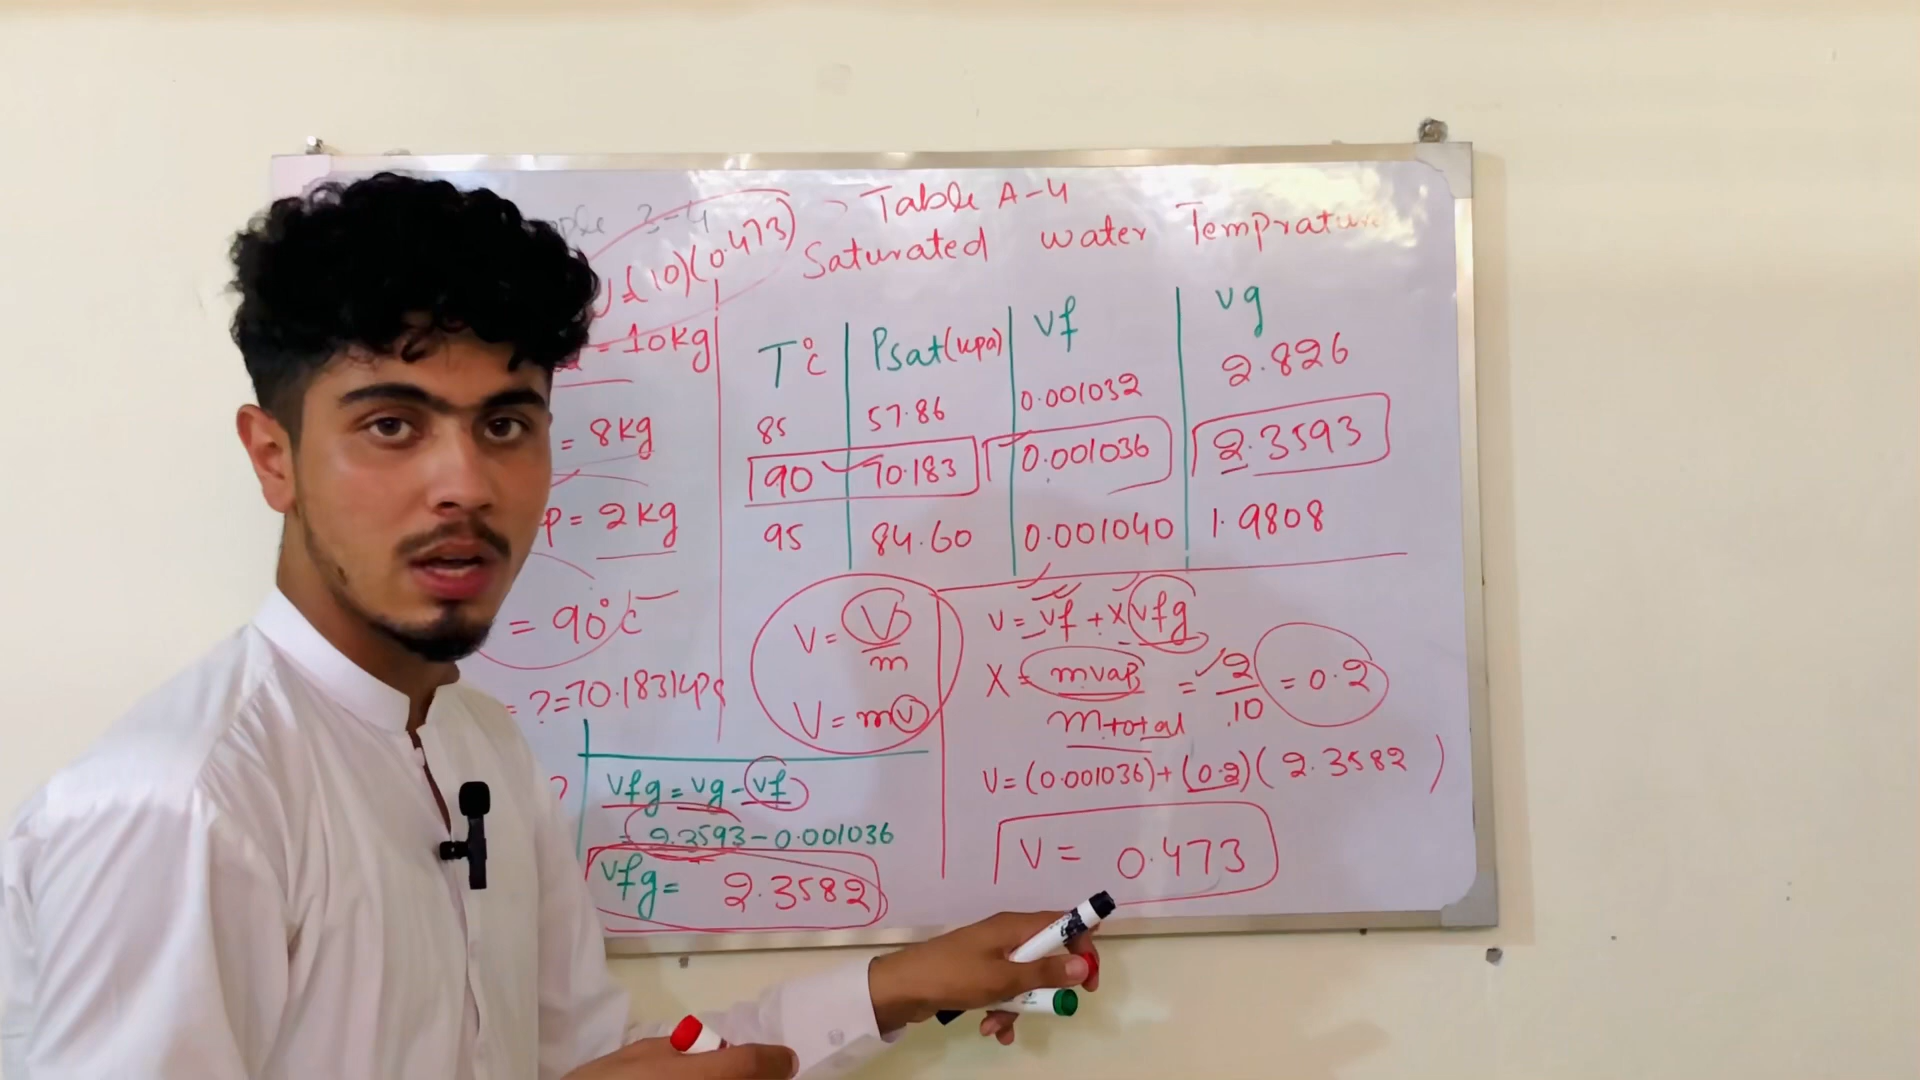 3-4
(10)(0.473)
= 10kg
= 8kg
p = 2kg
= 90°C
= ? = 70.183kpa
?
Table A-4
Saturated water Temprature
T°C Psat(kpa) vf vg
85 57.86 0.001032 2.826
90 70.183 0.001036 2.3593
95 84.60 0.001040 1.9808
v = V/m
V = mv
vfg = vg - vf
= 2.3593 - 0.001036
vfg = 2.3582
v = vf + x vfg
x = mvap/mtotal = 2/10 = 0.2
v = (0.001036) + (0.2)(2.3582)
v = 0.473